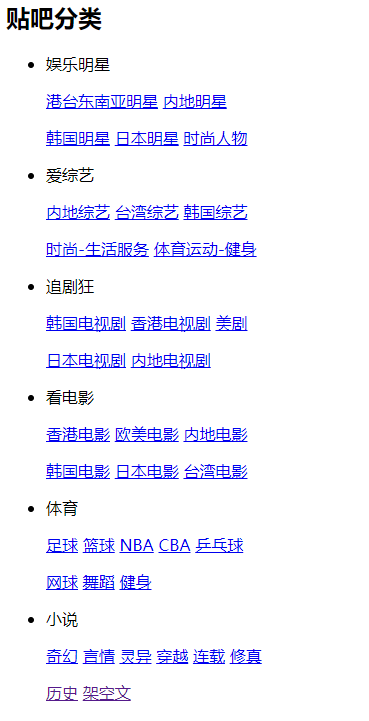 贴吧分类
娱乐明星
港台东南亚明星 内地明星
韩国明星 日本明星 时尚人物
爱综艺
内地综艺 台湾综艺 韩国综艺
时尚-生活服务 体育运动-健身
追剧狂
韩国电视剧 香港电视剧 美剧
日本电视剧 内地电视剧
看电影
香港电影 欧美电影 内地电影
韩国电影 日本电影 台湾电影
体育
足球 篮球 NBA CBA 乒乓球
网球 舞蹈 健身
小说
奇幻 言情 灵异 穿越 连载 修真
历史 架空文